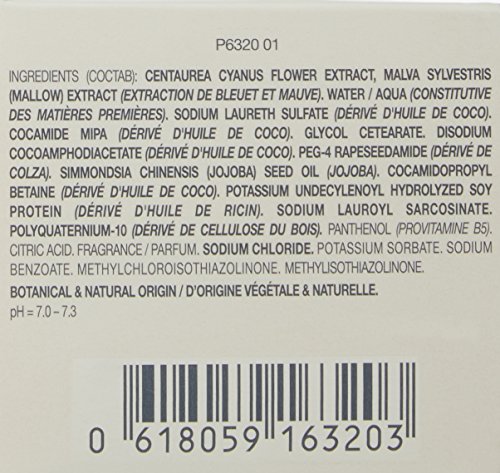 P6320 01
INGREDIENTS (COCTAB): CENTAUREA CYANUS FLOWER EXTRACT, MALVA SYLVESTRIS
(MALLOW) EXTRACT (EXTRACTION DE BLEUET ET MAUVE). WATER / AQUA (CONSTITUTIVE
DES MATIÈRES PREMIÈRES). SODIUM LAURETH SULFATE (DÉRIVÉ D'HUILE DE COCO).
COCAMIDE MIPA (DÉRIVÉ D'HUILE DE COCO). GLYCOL CETEARATE. DISODIUM
COCOAMPHODIACETATE (DÉRIVÉ D'HUILE DE COCO). PEG-4 RAPESEEDAMIDE (DÉRIVÉ DE
COLZA). SIMMONDSIA CHINENSIS (JOJOBA) SEED OIL (JOJOBA). COCAMIDOPROPYL
BETAINE (DÉRIVÉ D'HUILE DE COCO). POTASSIUM UNDECYLENOYL HYDROLYZED SOY
PROTEIN (DÉRIVÉ D'HUILE DE RICIN). SODIUM LAUROYL SARCOSINATE.
POLYQUATERNIUM-10 (DÉRIVÉ DE CELLULOSE DU BOIS). PANTHENOL (PROVITAMINE B5).
CITRIC ACID. FRAGRANCE / PARFUM. SODIUM CHLORIDE. POTASSIUM SORBATE. SODIUM
BENZOATE. METHYLCHLOROISOTHIAZOLINONE. METHYLISOTHIAZOLINONE.
BOTANICAL & NATURAL ORIGIN / D'ORIGINE VÉGÉTALE & NATURELLE.
pH = 7.0 – 7.3
0 618059 163203